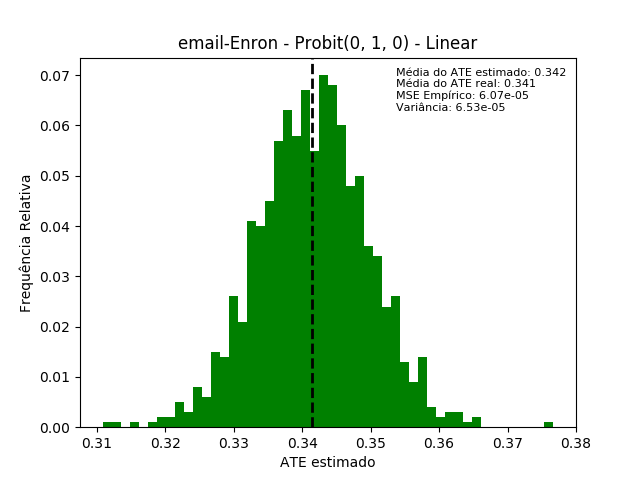 email-Enron - Probit(0, 1, 0) - Linear
Média do ATE estimado: 0.342
Média do ATE real: 0.341
MSE Empírico: 6.07e-05
Variância: 6.53e-05
Frequência Relativa
0.07
0.06
0.05
0.04
0.03
0.02
0.01
0.00
0.31 0.32 0.33 0.34 0.35 0.36 0.37 0.38
ATE estimado